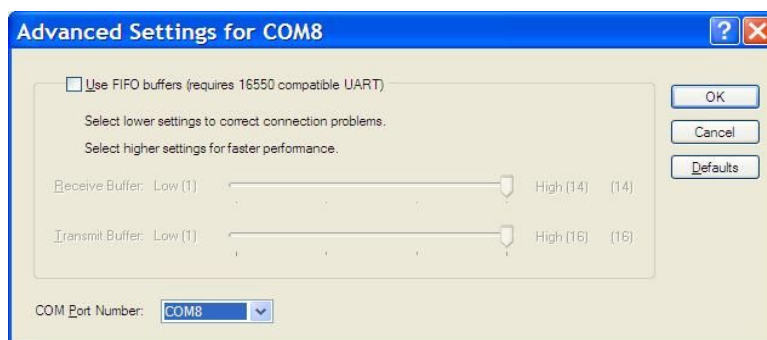 Advanced Settings for COM8
Use FIFO buffers (requires 16550 compatible UART)
OK
Select lower settings to correct connection problems.
Cancel
Select higher settings for faster performance.
Defaults
Receive Buffer: Low (1) High (14) (14)
Transmit Buffer: Low (1) High (16) (16)
COM Port Number: COM8